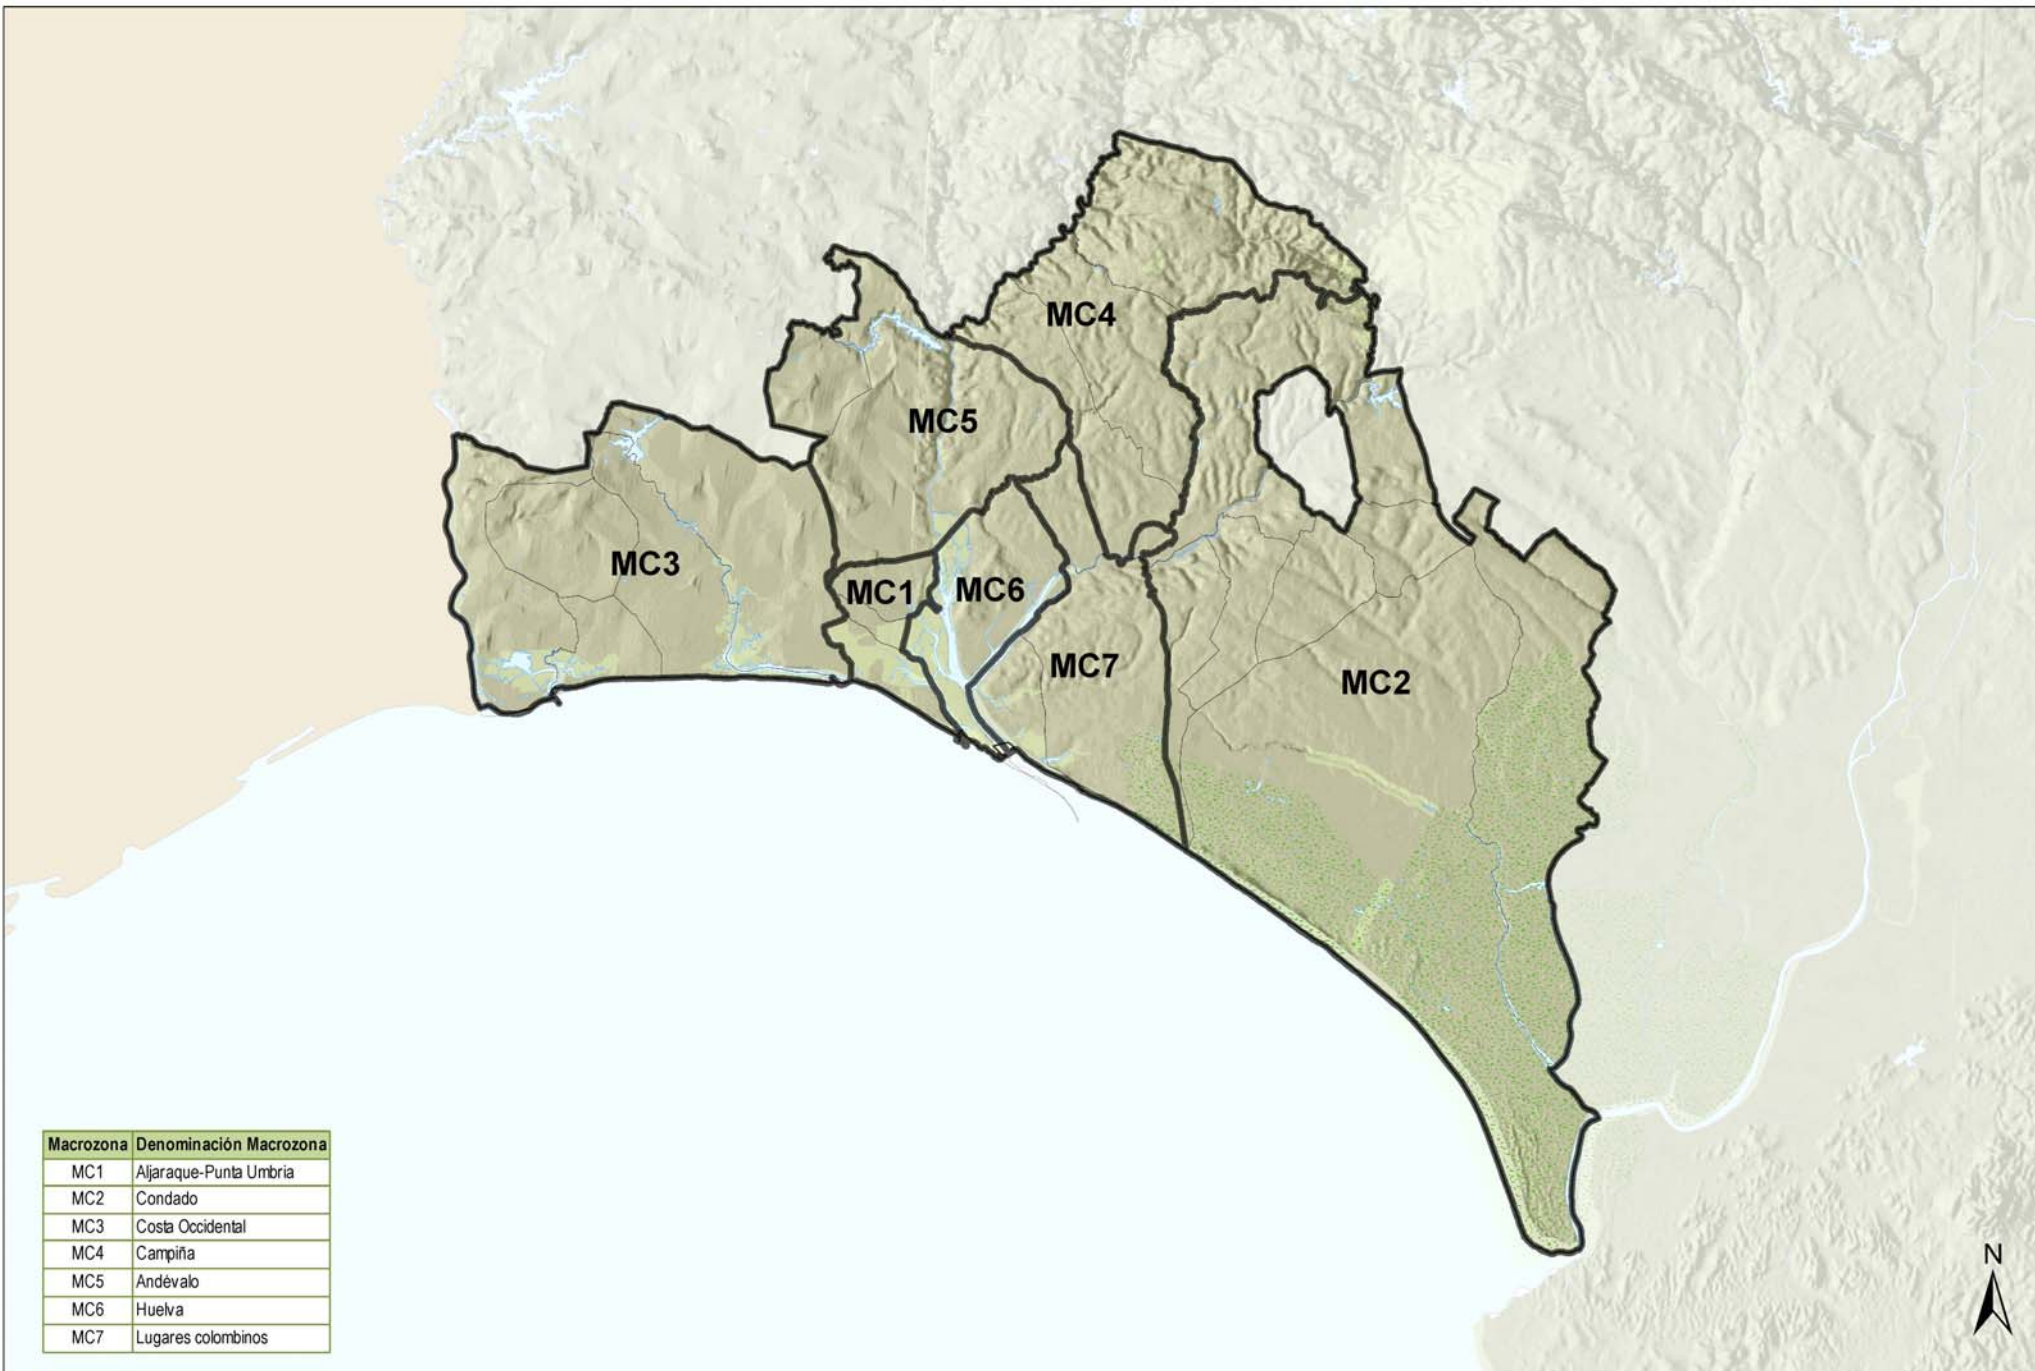 MC4
MC5
MC3
MC1
MC6
MC7
MC2
Macrozona Denominación Macrozona
MC1 Aljaraque-Punta Umbria
MC2 Condado
MC3 Costa Occidental
MC4 Campiña
MC5 Andévalo
MC6 Huelva
MC7 Lugares colombinos
N